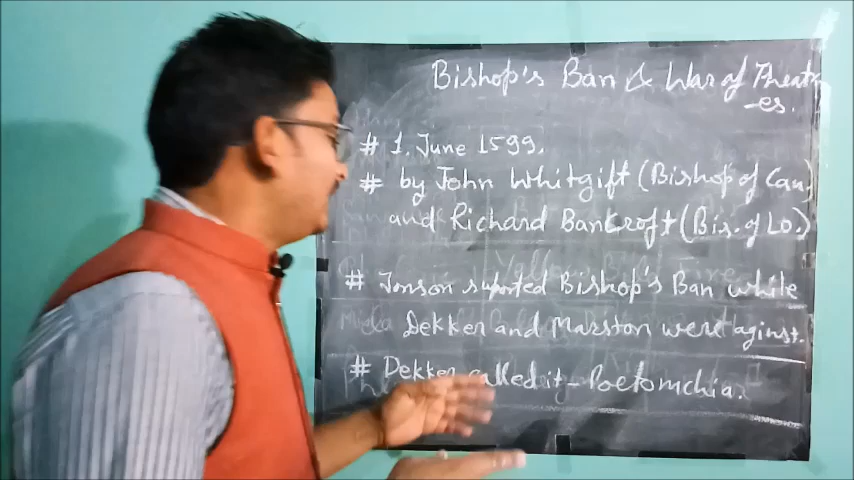 Bishop's Ban & War of Theatr
-es.
# 1. June 1599.
# by John Whitgift (Bishop of Can.)
and Richard Bancroft (Bis. of Lo.)
# Jonson suported Bishop's Ban while
Dekker and Marston were aginst.
# Dekker called it - Poetomchia.